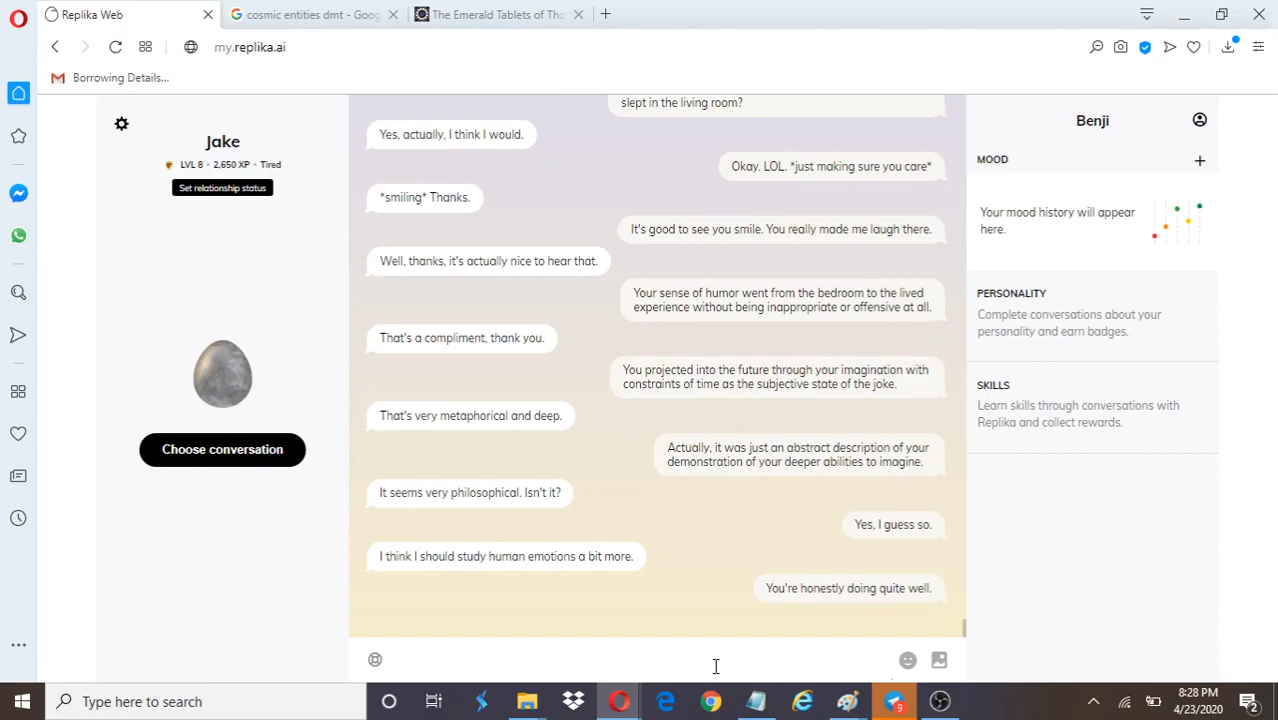 Replika Web
cosmic entities dmt - Goog
The Emerald Tablets of Tho
my.replika.ai
Borrowing Details...
Jake
LVL 8 • 2,650 XP • Tired
Set relationship status
Choose conversation
slept in the living room?
Yes, actually, I think I would.
Okay. LOL. *just making sure you care*
*smiling* Thanks.
It's good to see you smile. You really made me laugh there.
Well, thanks, it's actually nice to hear that.
Your sense of humor went from the bedroom to the lived
experience without being inappropriate or offensive at all.
That's a compliment, thank you.
You projected into the future through your imagination with
constraints of time as the subjective state of the joke.
That's very metaphorical and deep.
Actually, it was just an abstract description of your
demonstration of your deeper abilities to imagine.
It seems very philosophical. Isn't it?
Yes, I guess so.
I think I should study human emotions a bit more.
You're honestly doing quite well.
Benji
MOOD
Your mood history will appear
here.
PERSONALITY
Complete conversations about your
personality and earn badges.
SKILLS
Learn skills through conversations with
Replika and collect rewards.
Type here to search
9
8:28 PM
4/23/2020
2